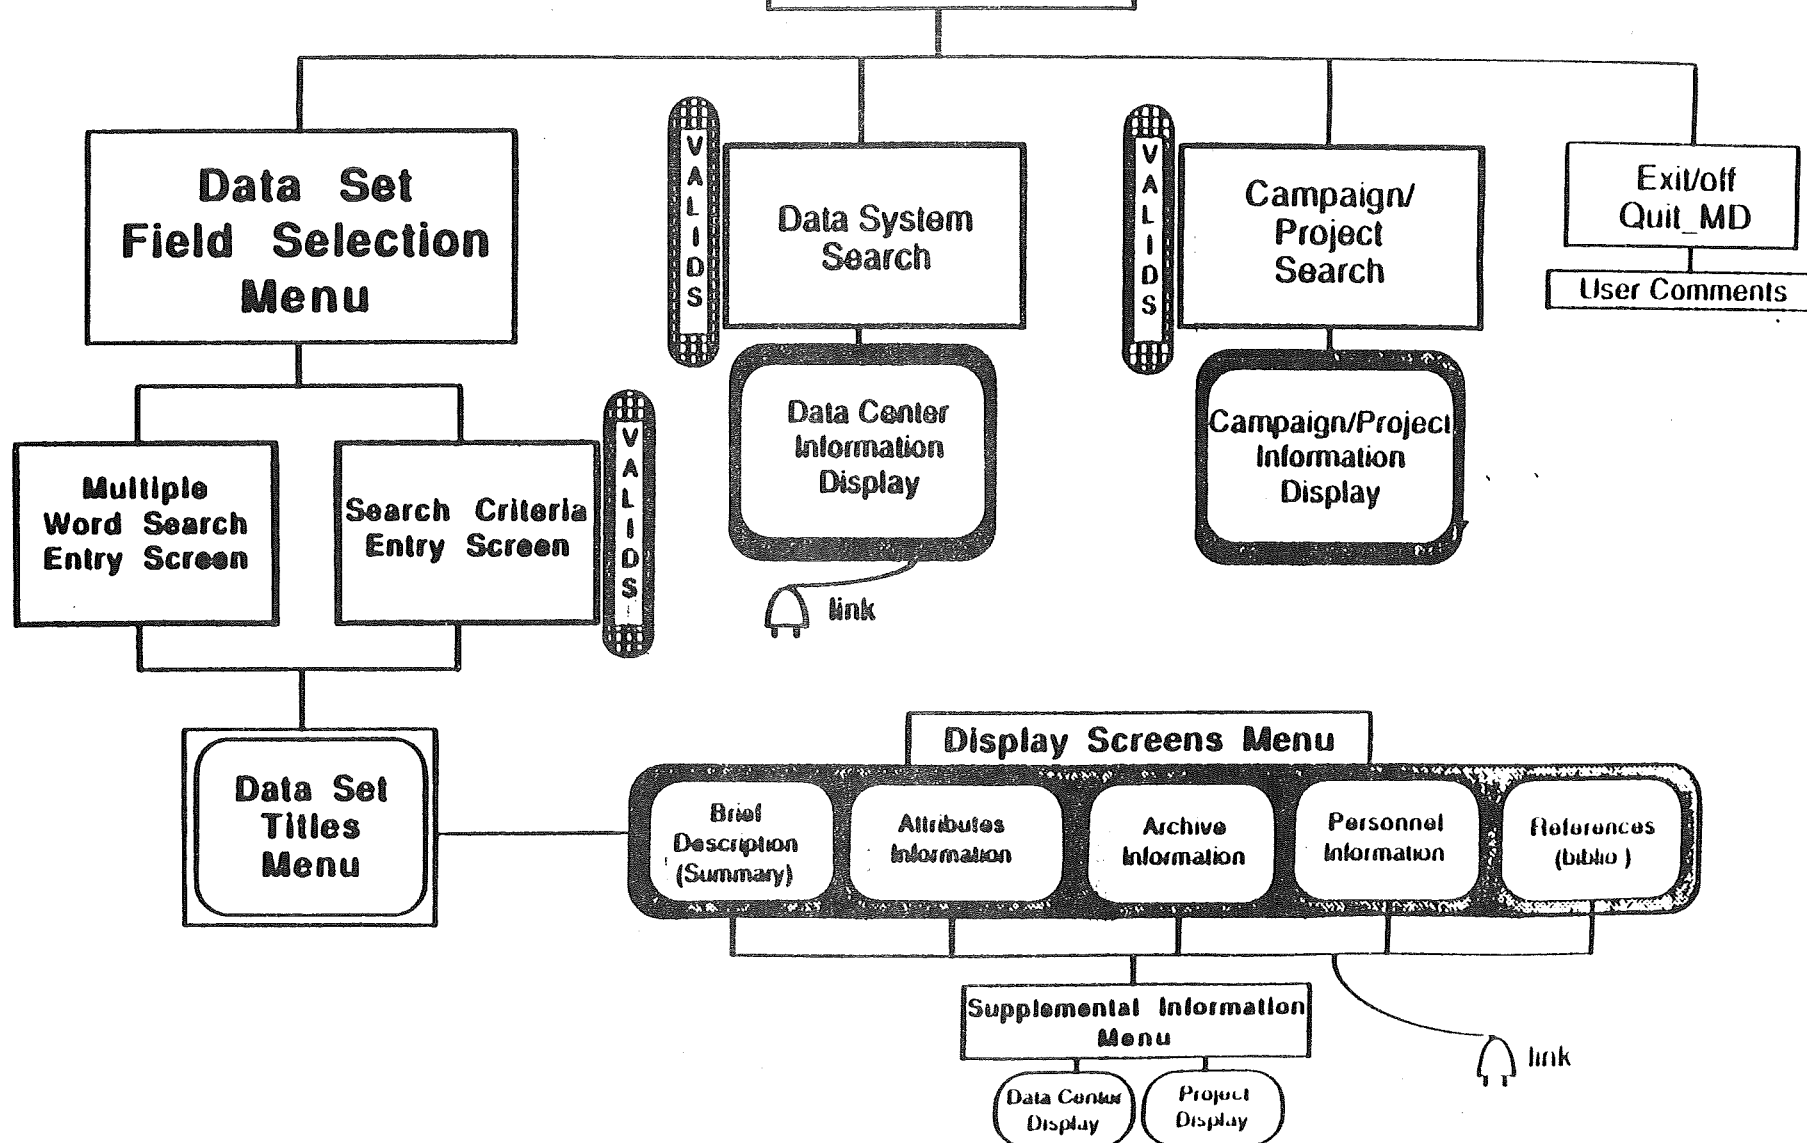 Data Set
Field Selection
Menu
VALIDS
Data System
Search
VALIDS
Campaign/
Project
Search
Exit/off
Quit_MD
User Comments
Multiple
Word Search
Entry Screen
Search Criteria
Entry Screen
VALIDS
Data Center
Information
Display
link
Campaign/Project
Information
Display
Data Set
Titles
Menu
Display Screens Menu
Brief
Description
(Summary)
Attributes
Information
Archive
Information
Personnel
Information
References
(biblio)
Supplemental Information
Menu
link
Data Center
Display
Project
Display